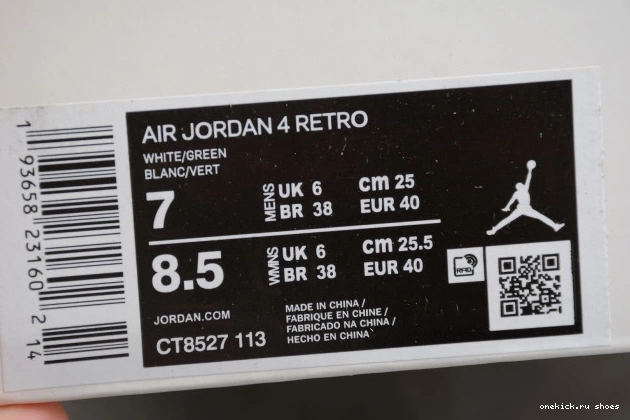 AIR JORDAN 4 RETRO
WHITE/GREEN
BLANC/VERT
7 MENS UK 6 cm 25
BR 38 EUR 40
8.5 WMNS UK 6 cm 25.5
BR 38 EUR 40
RFID
JORDAN.COM
CT8527 113
MADE IN CHINA /
FABRIQUE EN CHINE /
FABRICADO NA CHINA /
HECHO EN CHINA
1 93658 23160 2 14
onekick.ru shoes